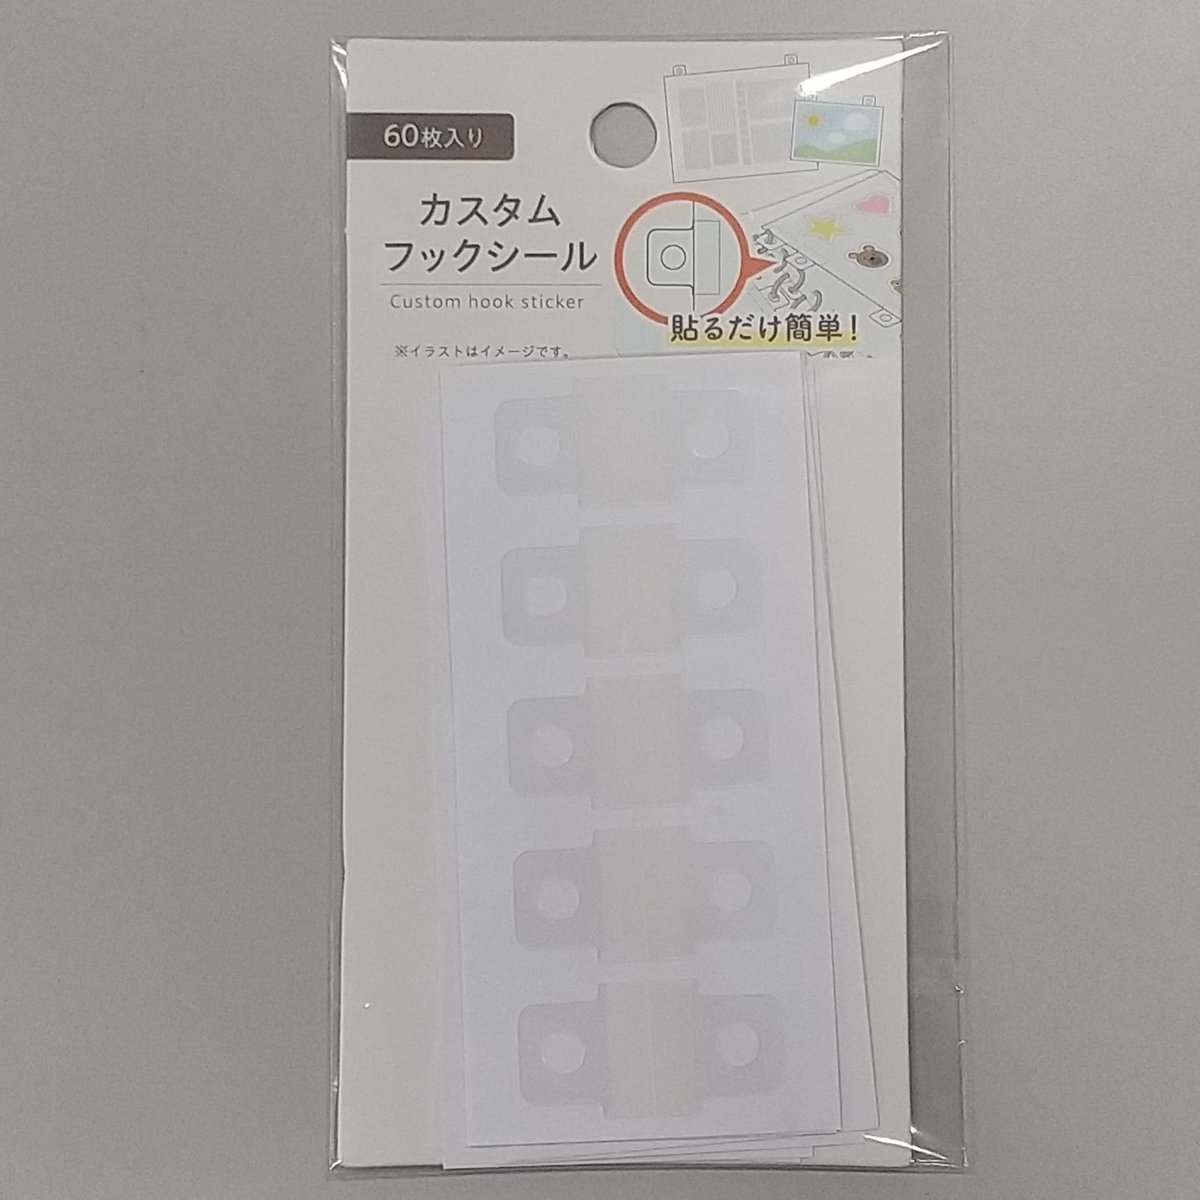 60枚入り
カスタム
フックシール
Custom hook sticker
※イラストはイメージです。
貼るだけ簡単！